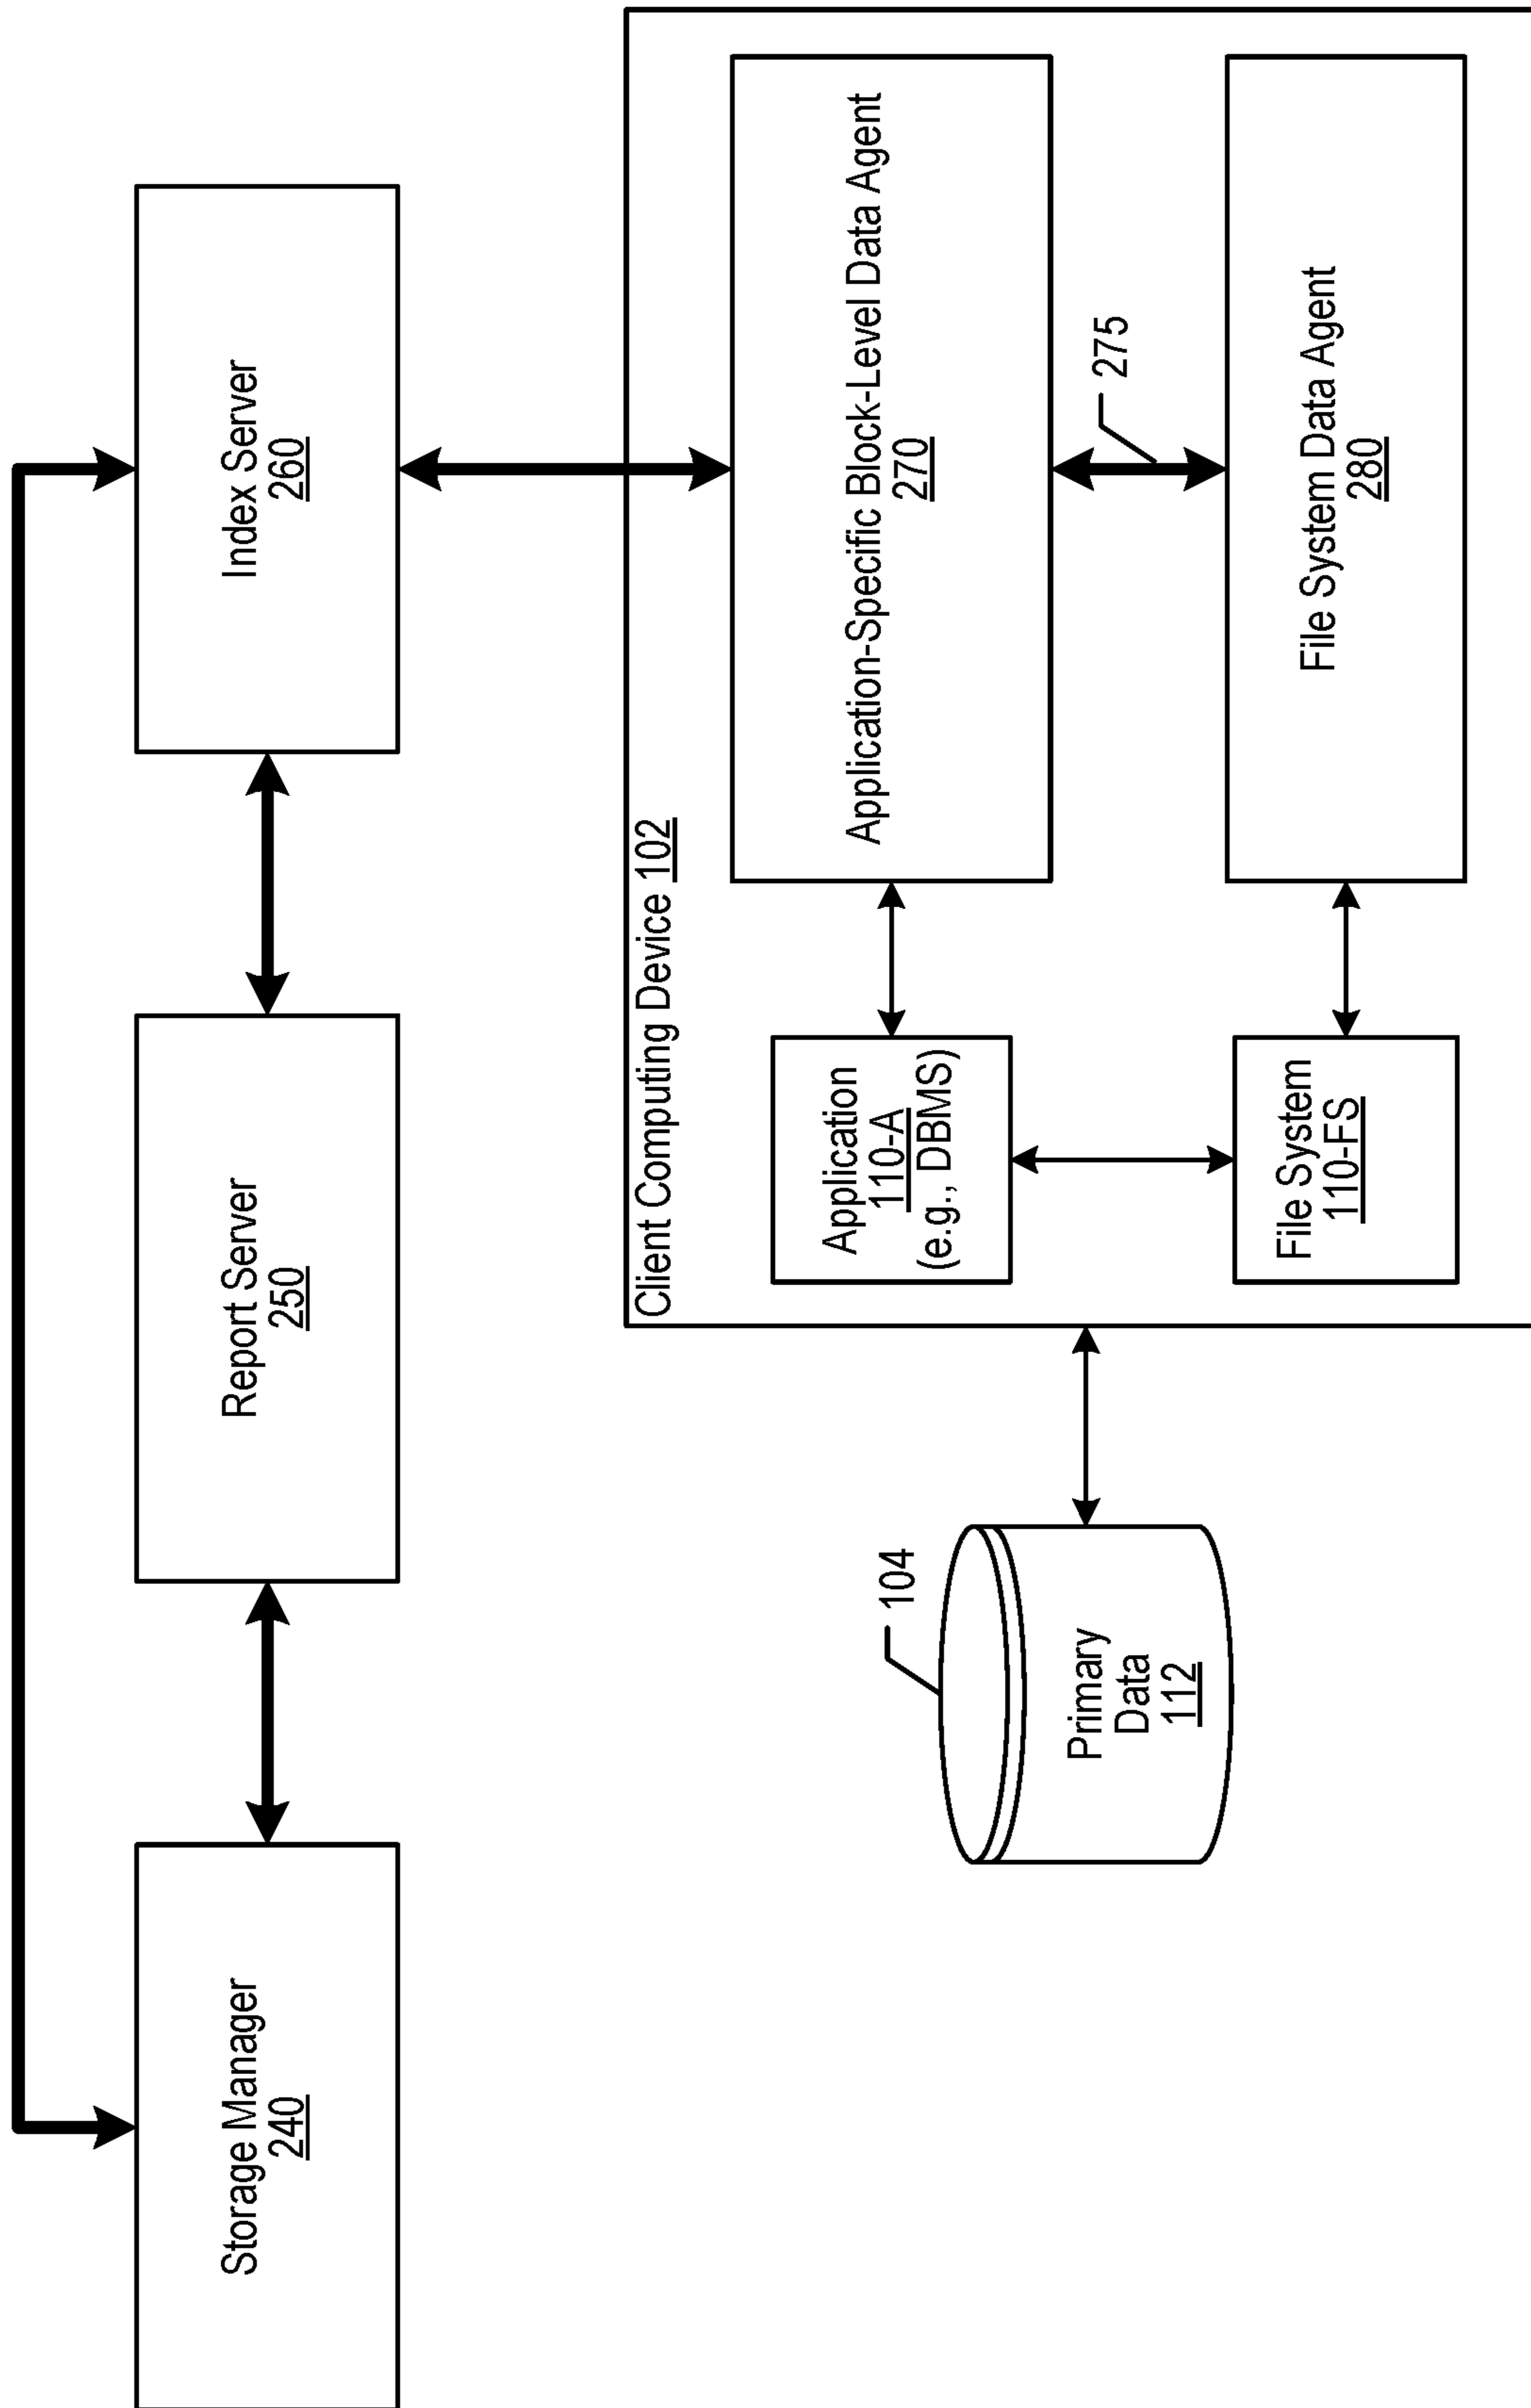 Storage Manager
240
Report Server
250
Index Server
260
Client Computing Device 102
104
Primary
Data
112
Application
110-A
(e.g., DBMS)
Application-Specific Block-Level Data Agent
270
275
File System
110-FS
File System Data Agent
280